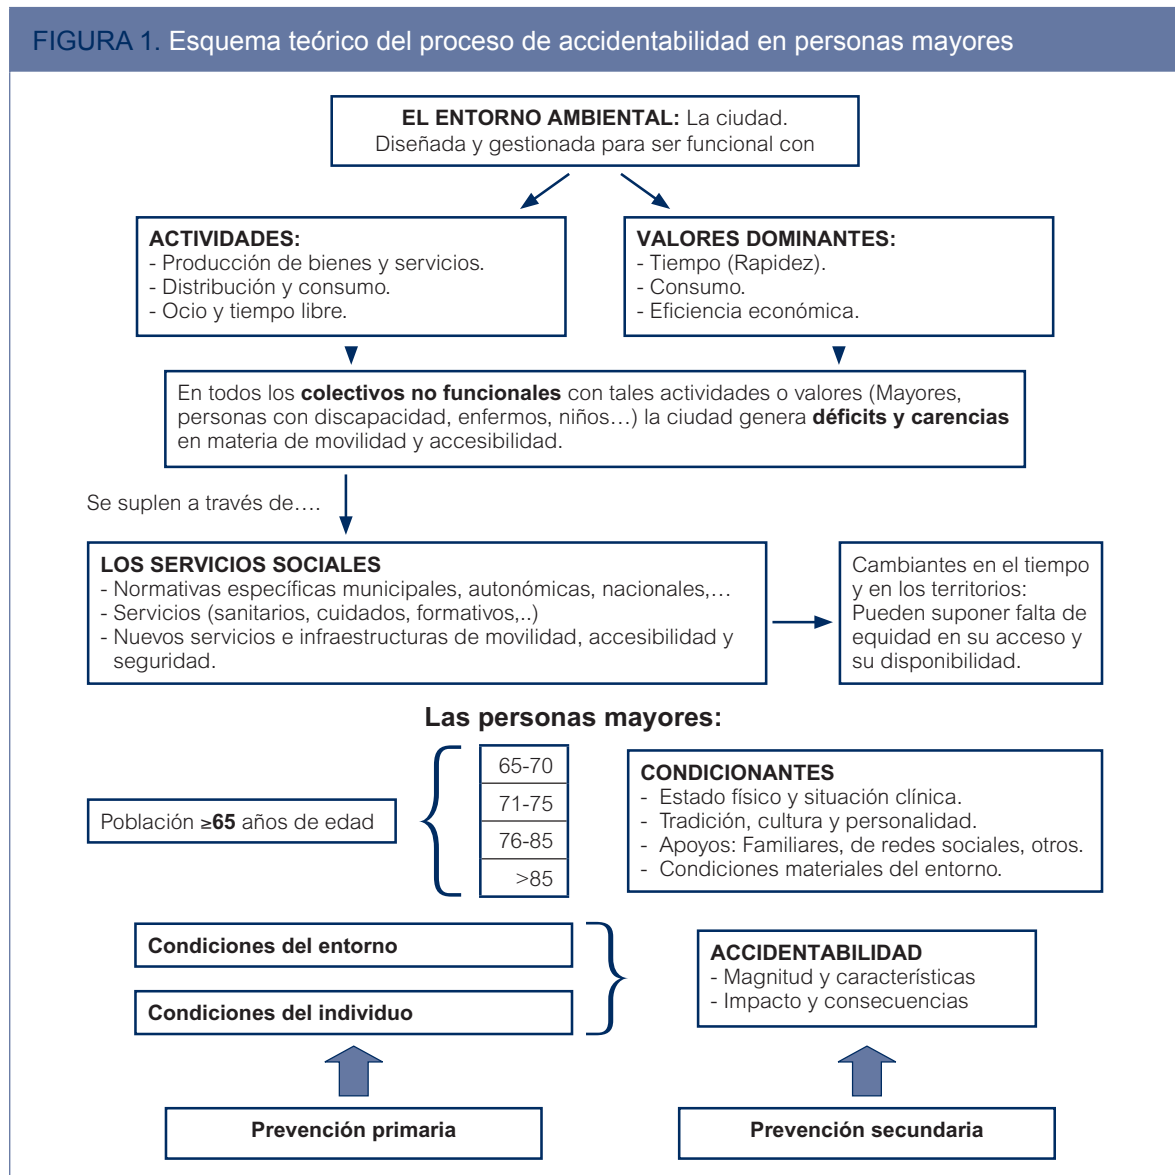 FIGURA 1. Esquema teórico del proceso de accidentabilidad en personas mayores
EL ENTORNO AMBIENTAL: La ciudad.
Diseñada y gestionada para ser funcional con
ACTIVIDADES:
- Producción de bienes y servicios.
- Distribución y consumo.
- Ocio y tiempo libre.
VALORES DOMINANTES:
- Tiempo (Rapidez).
- Consumo.
- Eficiencia económica.
En todos los colectivos no funcionales con tales actividades o valores (Mayores,
personas con discapacidad, enfermos, niños…) la ciudad genera déficits y carencias
en materia de movilidad y accesibilidad.
Se suplen a través de….
LOS SERVICIOS SOCIALES
- Normativas específicas municipales, autonómicas, nacionales,…
- Servicios (sanitarios, cuidados, formativos,..)
- Nuevos servicios e infraestructuras de movilidad, accesibilidad y
seguridad.
Cambiantes en el tiempo
y en los territorios:
Pueden suponer falta de
equidad en su acceso y
su disponibilidad.
Las personas mayores:
Población ≥65 años de edad
65-70
71-75
76-85
>85
CONDICIONANTES
- Estado físico y situación clínica.
- Tradición, cultura y personalidad.
- Apoyos: Familiares, de redes sociales, otros.
- Condiciones materiales del entorno.
Condiciones del entorno
Condiciones del individuo
ACCIDENTABILIDAD
- Magnitud y características
- Impacto y consecuencias
Prevención primaria
Prevención secundaria